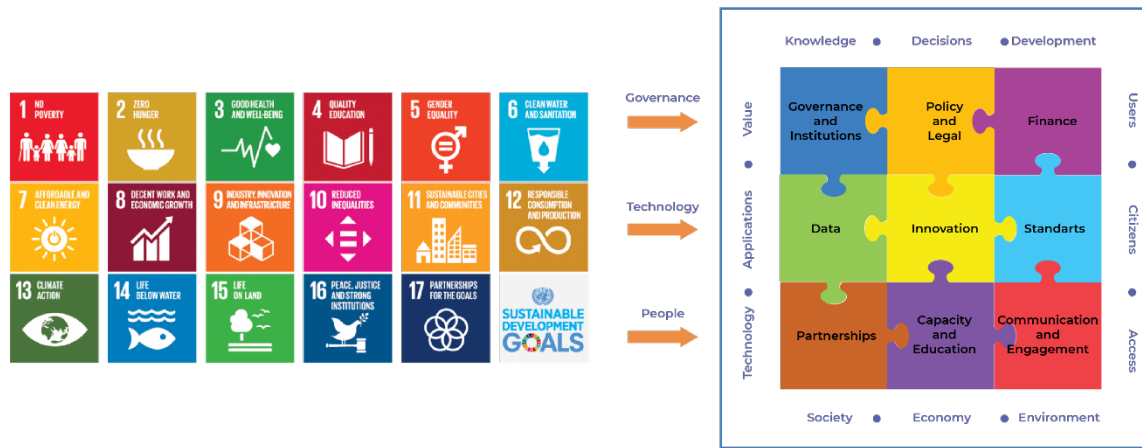 1 NO
POVERTY
2 ZERO
HUNGER
3 GOOD HEALTH
AND WELL-BEING
4 QUALITY
EDUCATION
5 GENDER
EQUALITY
6 CLEAN WATER
AND SANITATION
7 AFFORDABLE AND
CLEAN ENERGY
8 DECENT WORK AND
ECONOMIC GROWTH
9 INDUSTRY, INNOVATION
AND INFRASTRUCTURE
10 REDUCED
INEQUALITIES
11 SUSTAINABLE CITIES
AND COMMUNITIES
12 RESPONSIBLE
CONSUMPTION
AND PRODUCTION
13 CLIMATE
ACTION
14 LIFE
BELOW WATER
15 LIFE
ON LAND
16 PEACE, JUSTICE
AND STRONG
INSTITUTIONS
17 PARTNERSHIPS
FOR THE GOALS
SUSTAINABLE
DEVELOPMENT
GOALS
Governance
Technology
People
Knowledge • Decisions • Development
Value • Applications • Technology
Governance
and
Institutions
Policy
and
Legal
Finance
Data
Innovation
Standarts
Partnerships
Capacity
and
Education
Communication
and
Engagement
Users • Citizens • Access
Society • Economy • Environment